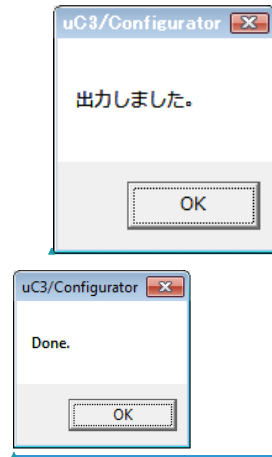 uC3/Configurator
出力しました。
OK
uC3/Configurator
Done.
OK